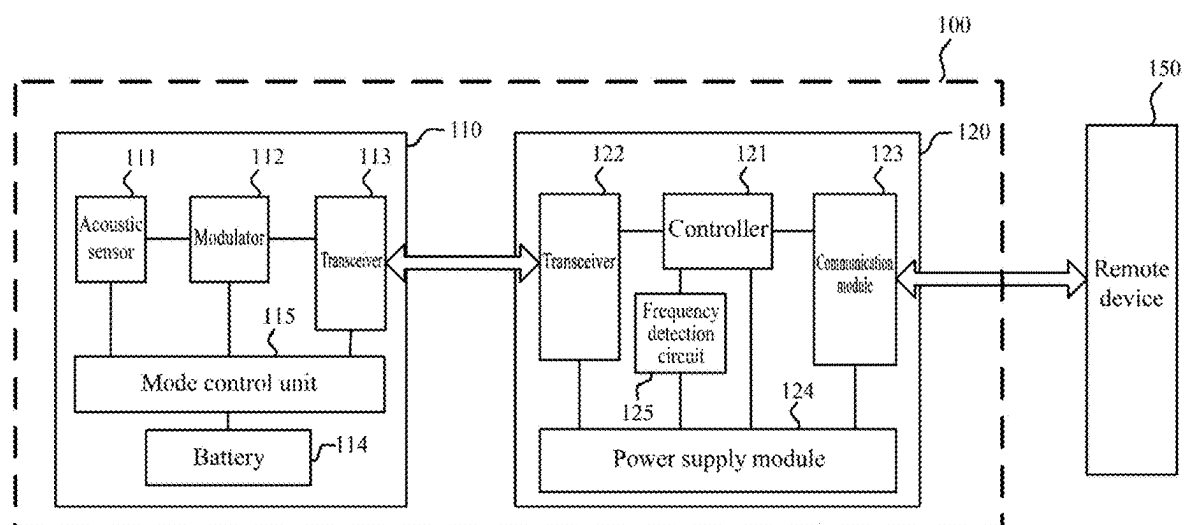 100
150
110
120
111
112
113
122
121
123
Acoustic
sensor
Modulator
Transceiver
Transceiver
Controller
Communication
module
Remote
device
Frequency
detection
circuit
115
Mode control unit
125
124
Battery
114
Power supply module